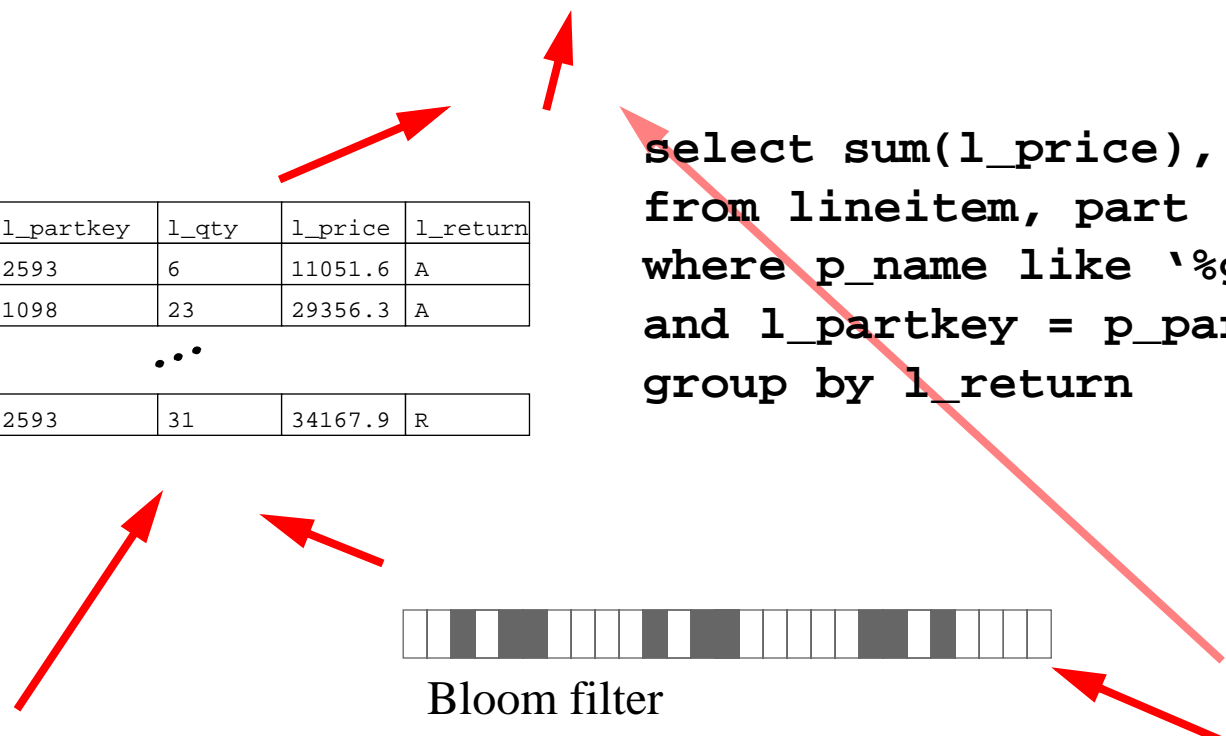 select sum(l_price),
from lineitem, part
where p_name like ‘%g
and l_partkey = p_par
group by l_return
l_partkey l_qty l_price l_return
2593 6 11051.6 A
1098 23 29356.3 A
...
2593 31 34167.9 R
Bloom filter